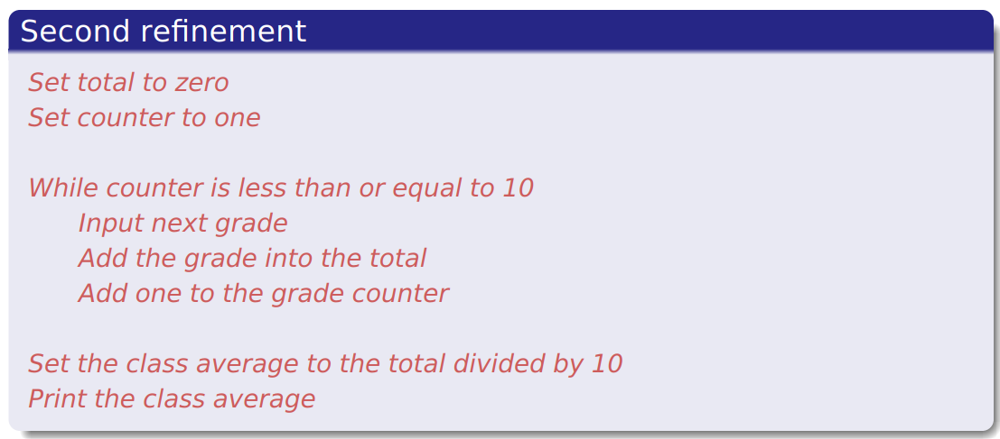 Second refinement
Set total to zero
Set counter to one
While counter is less than or equal to 10
Input next grade
Add the grade into the total
Add one to the grade counter
Set the class average to the total divided by 10
Print the class average